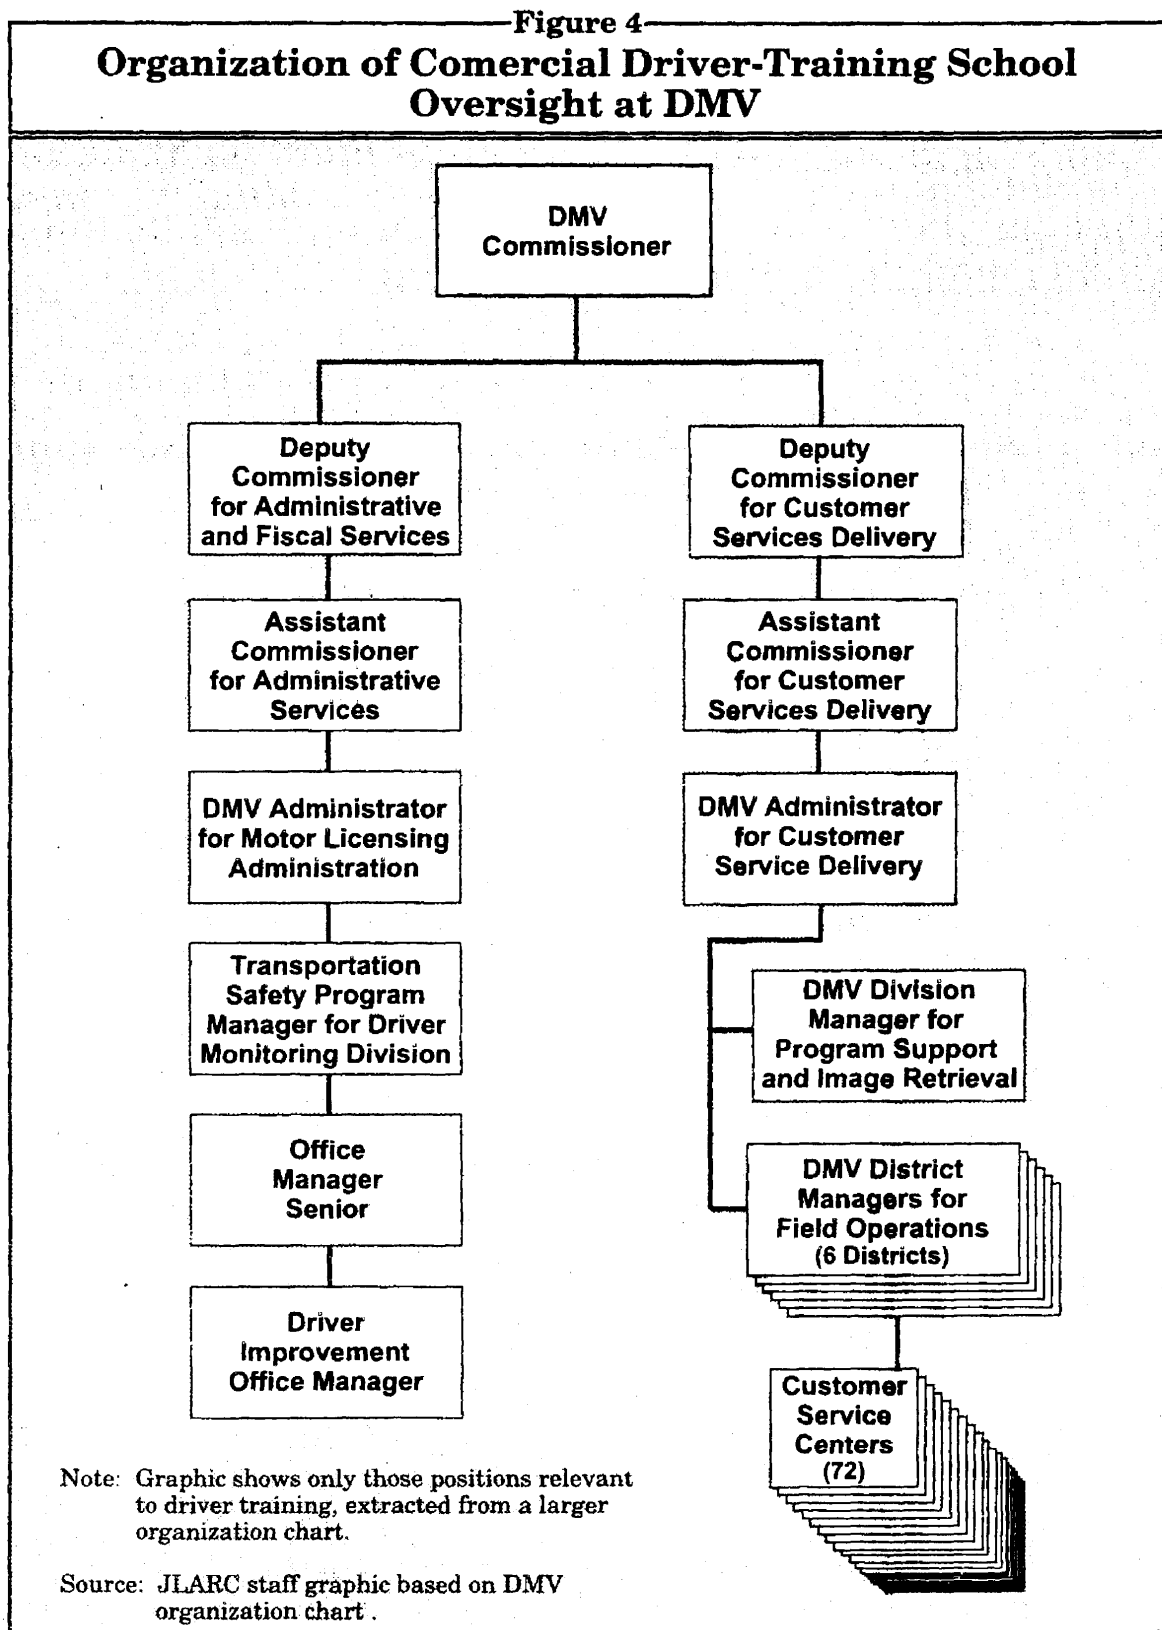 Figure 4
Organization of Comercial Driver-Training School
Oversight at DMV
DMV
Commissioner
Deputy
Commissioner
for Administrative
and Fiscal Services
Assistant
Commissioner
for Administrative
Services
DMV Administrator
for Motor Licensing
Administration
Transportation
Safety Program
Manager for Driver
Monitoring Division
Office
Manager
Senior
Driver
Improvement
Office Manager
Deputy
Commissioner
for Customer
Services Delivery
Assistant
Commissioner
for Customer
Services Delivery
DMV Administrator
for Customer
Service Delivery
DMV Division
Manager for
Program Support
and Image Retrieval
DMV District
Managers for
Field Operations
(6 Districts)
Customer
Service
Centers
(72)
Note: Graphic shows only those positions relevant
to driver training, extracted from a larger
organization chart.
Source: JLARC staff graphic based on DMV
organization chart .